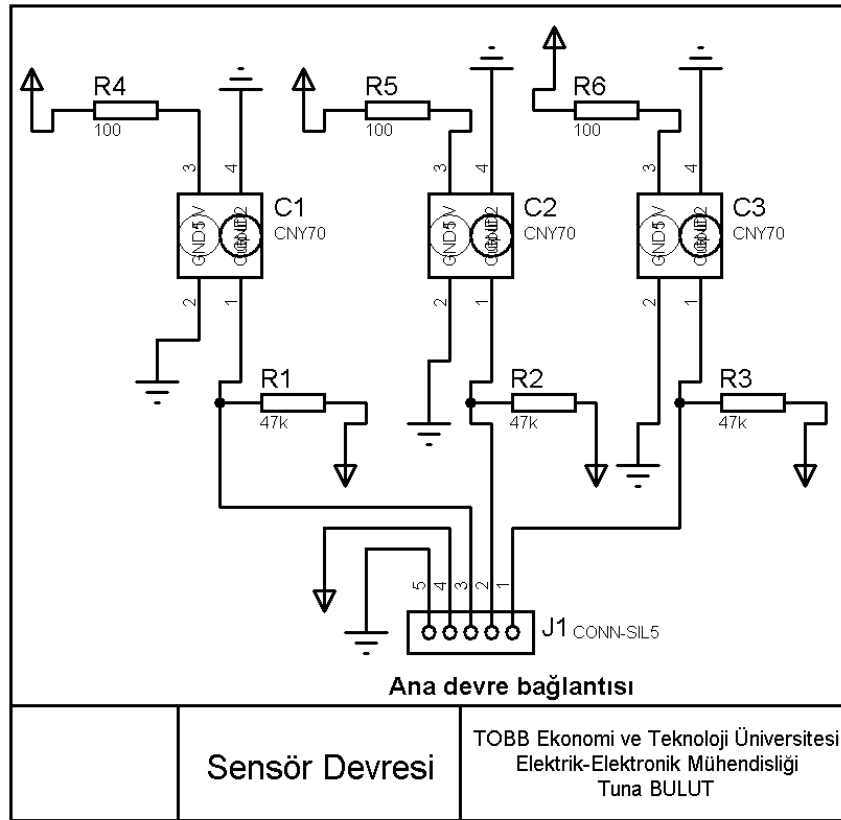 R4
100
R5
100
R6
100
3
4
3
4
3
4
C1
CNY70
C2
CNY70
C3
CNY70
2
1
2
1
2
1
R1
47k
R2
47k
R3
47k
5
4
3
2
1
J1 CONN-SIL5
Ana devre bağlantısı
Sensör Devresi
TOBB Ekonomi ve Teknoloji Üniversitesi
Elektrik-Elektronik Mühendisliği
Tuna BULUT